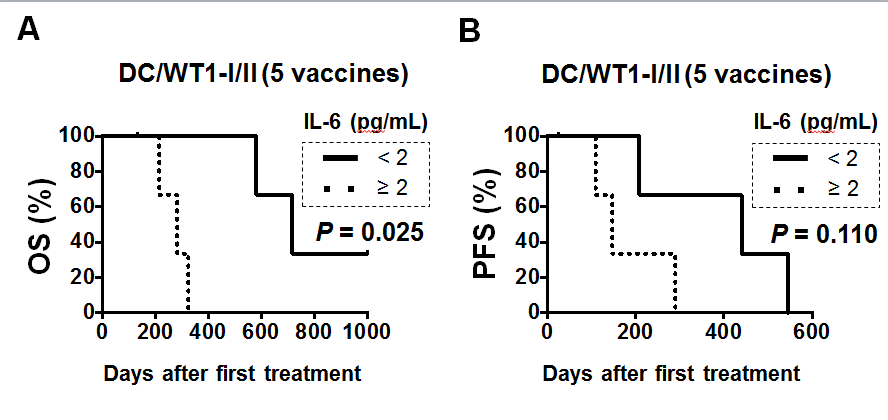 A
DC/WT1-I/II (5 vaccines)
IL-6 (pg/mL)
< 2
≥ 2
P = 0.025
OS (%)
100
80
60
40
20
0
0 200 400 600 800 1000
Days after first treatment
B
DC/WT1-I/II (5 vaccines)
IL-6 (pg/mL)
< 2
≥ 2
P = 0.110
PFS (%)
100
80
60
40
20
0
0 200 400 600
Days after first treatment